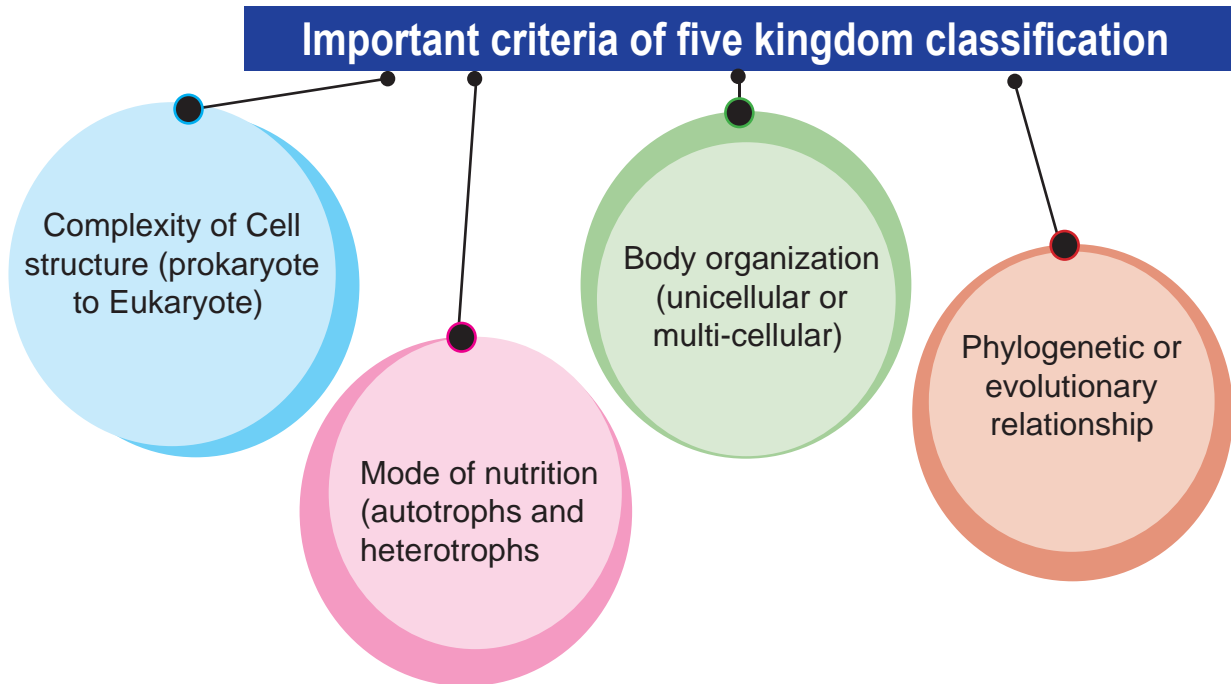 Important criteria of five kingdom classification
Complexity of Cell
structure (prokaryote
to Eukaryote)
Mode of nutrition
(autotrophs and
heterotrophs
Body organization
(unicellular or
multi-cellular)
Phylogenetic or
evolutionary
relationship